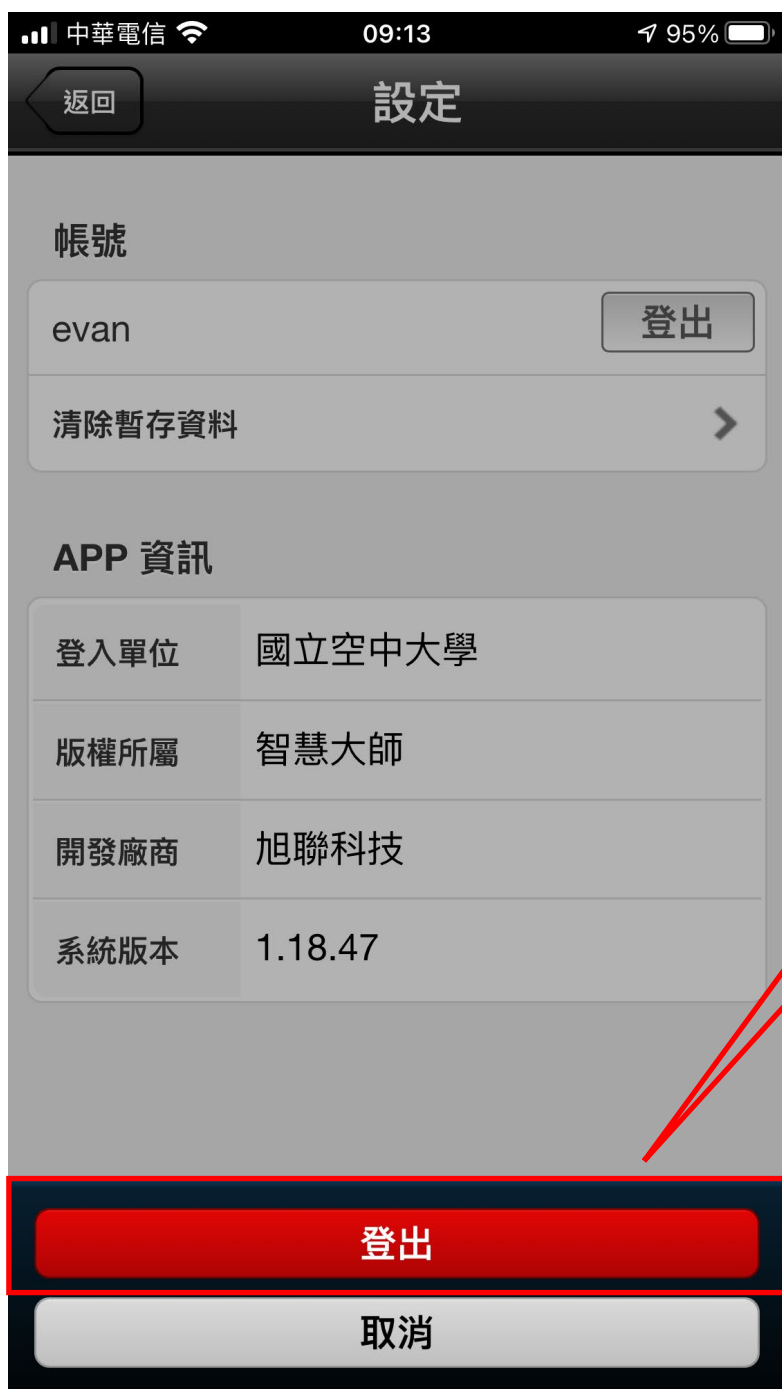 中華電信 09:13 95%
返回 設定
帳號
evan 登出
清除暫存資料
APP 資訊
登入單位 國立空中大學
版權所屬 智慧大師
開發廠商 旭聯科技
系統版本 1.18.47
登出
取消